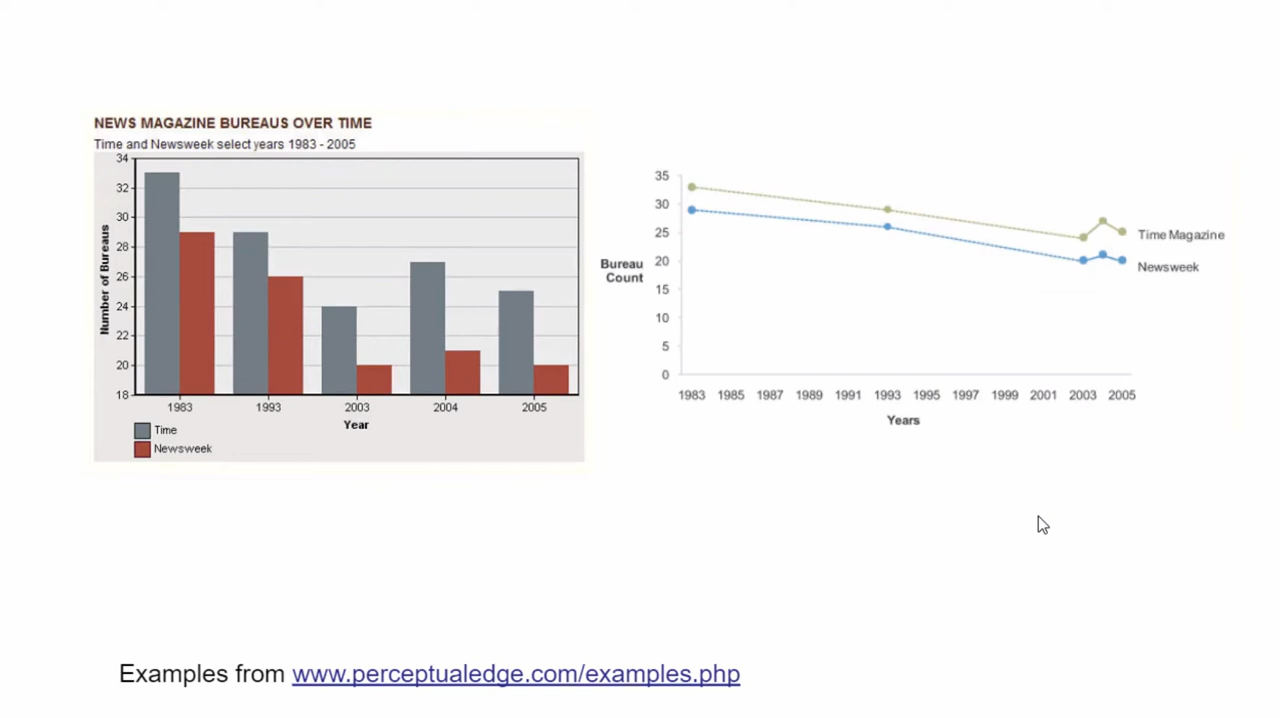 NEWS MAGAZINE BUREAUS OVER TIME
Time and Newsweek select years 1983 - 2005
34
32
30
28
26
24
22
20
18
Number of Bureaus
1983 1993 2003 2004 2005
Year
Time
Newsweek
35
30
25
20
15
10
5
0
Bureau
Count
Time Magazine
Newsweek
1983 1985 1987 1989 1991 1993 1995 1997 1999 2001 2003 2005
Years
Examples from www.perceptualedge.com/examples.php